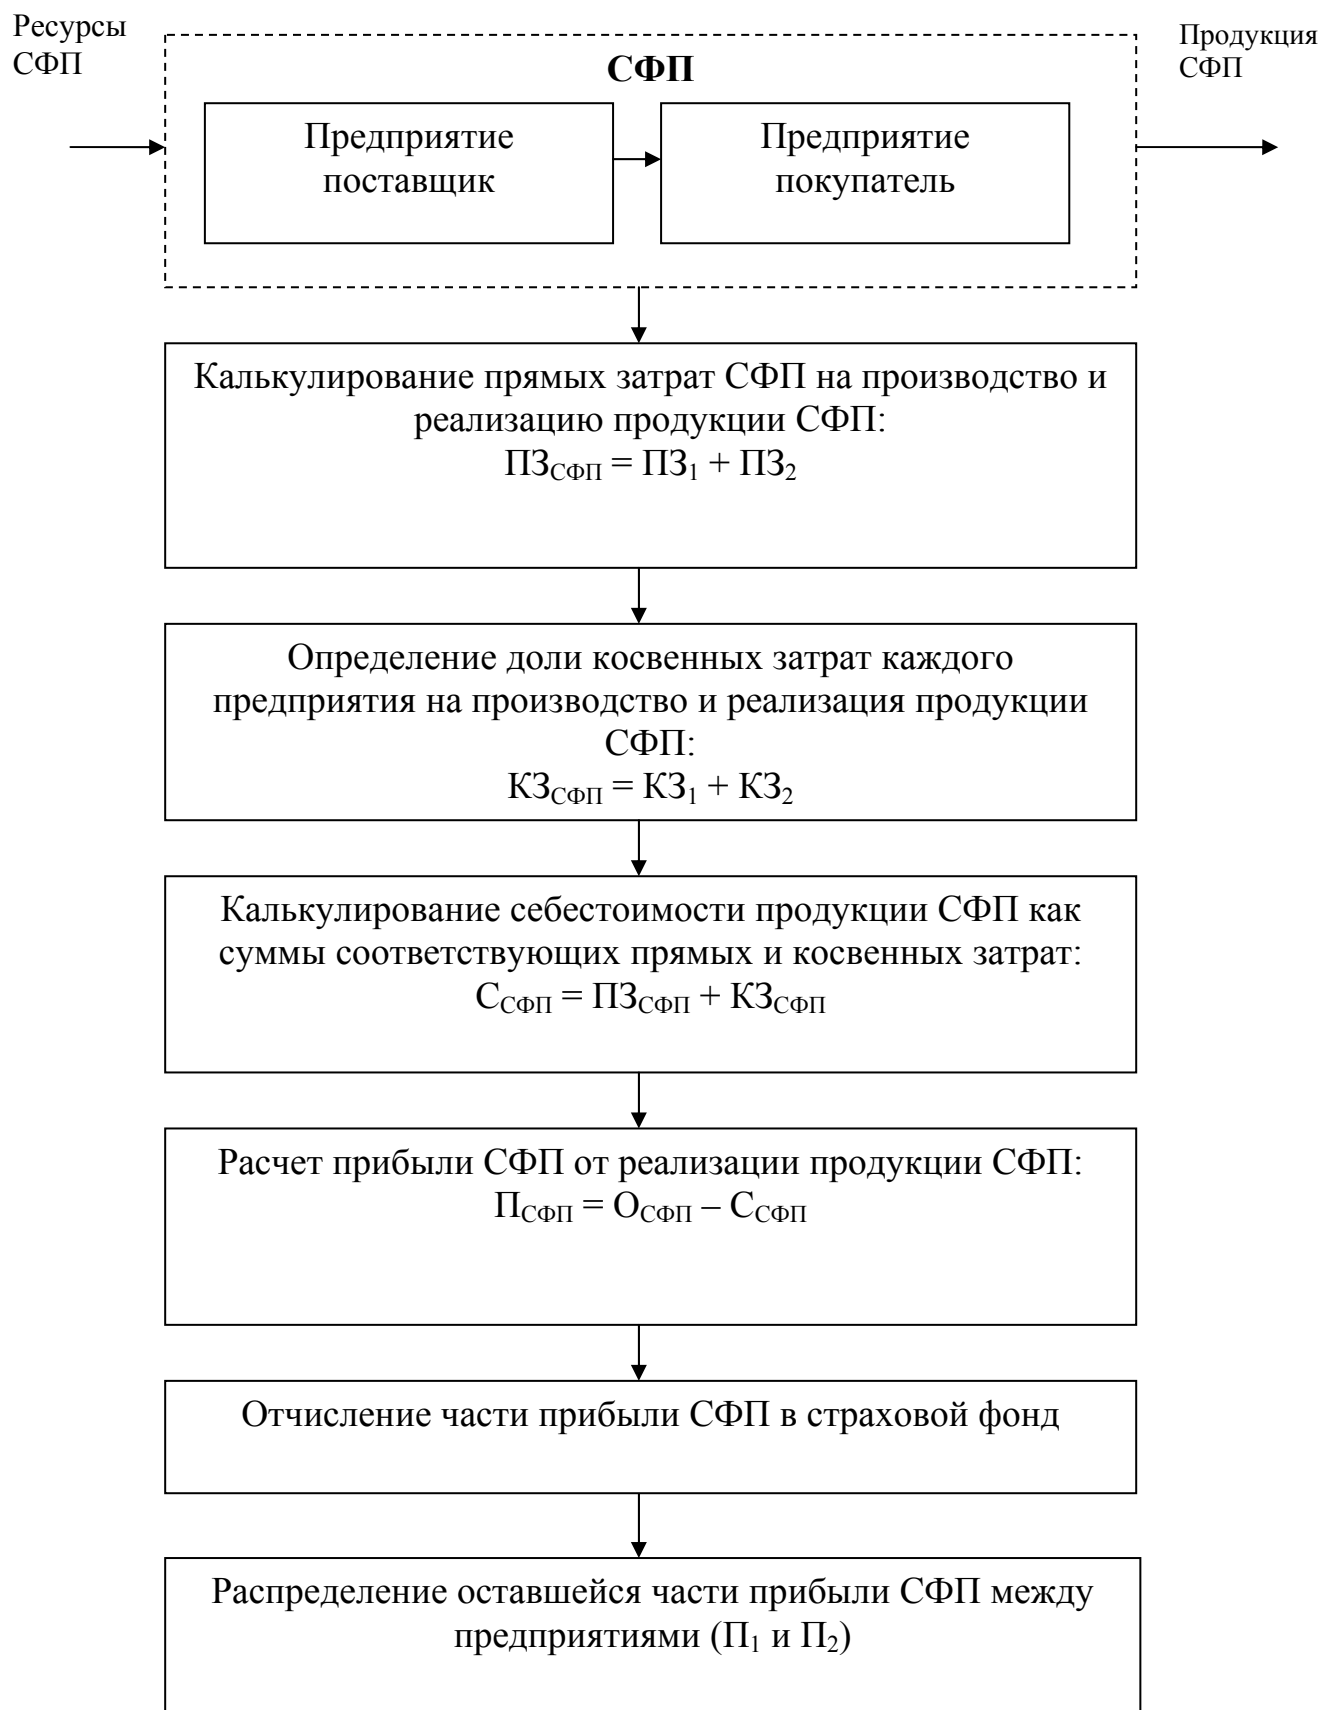 Ресурсы
СФП
Продукция
СФП
СФП
Предприятие
поставщик
Предприятие
покупатель
Калькулирование прямых затрат СФП на производство и
реализацию продукции СФП:
ПЗСФП = ПЗ1 + ПЗ2
Определение доли косвенных затрат каждого
предприятия на производство и реализация продукции
СФП:
КЗСФП = КЗ1 + КЗ2
Калькулирование себестоимости продукции СФП как
суммы соответствующих прямых и косвенных затрат:
ССФП = ПЗСФП + КЗСФП
Расчет прибыли СФП от реализации продукции СФП:
ПСФП = ОСФП – ССФП
Отчисление части прибыли СФП в страховой фонд
Распределение оставшейся части прибыли СФП между
предприятиями (П1 и П2)